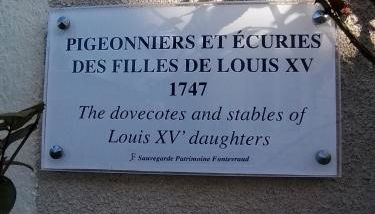 PIGEONNIERS ET ÉCURIES
DES FILLES DE LOUIS XV
1747
The dovecotes and stables of
Louis XV' daughters
Sauvegarde Patrimoine Fontevraud